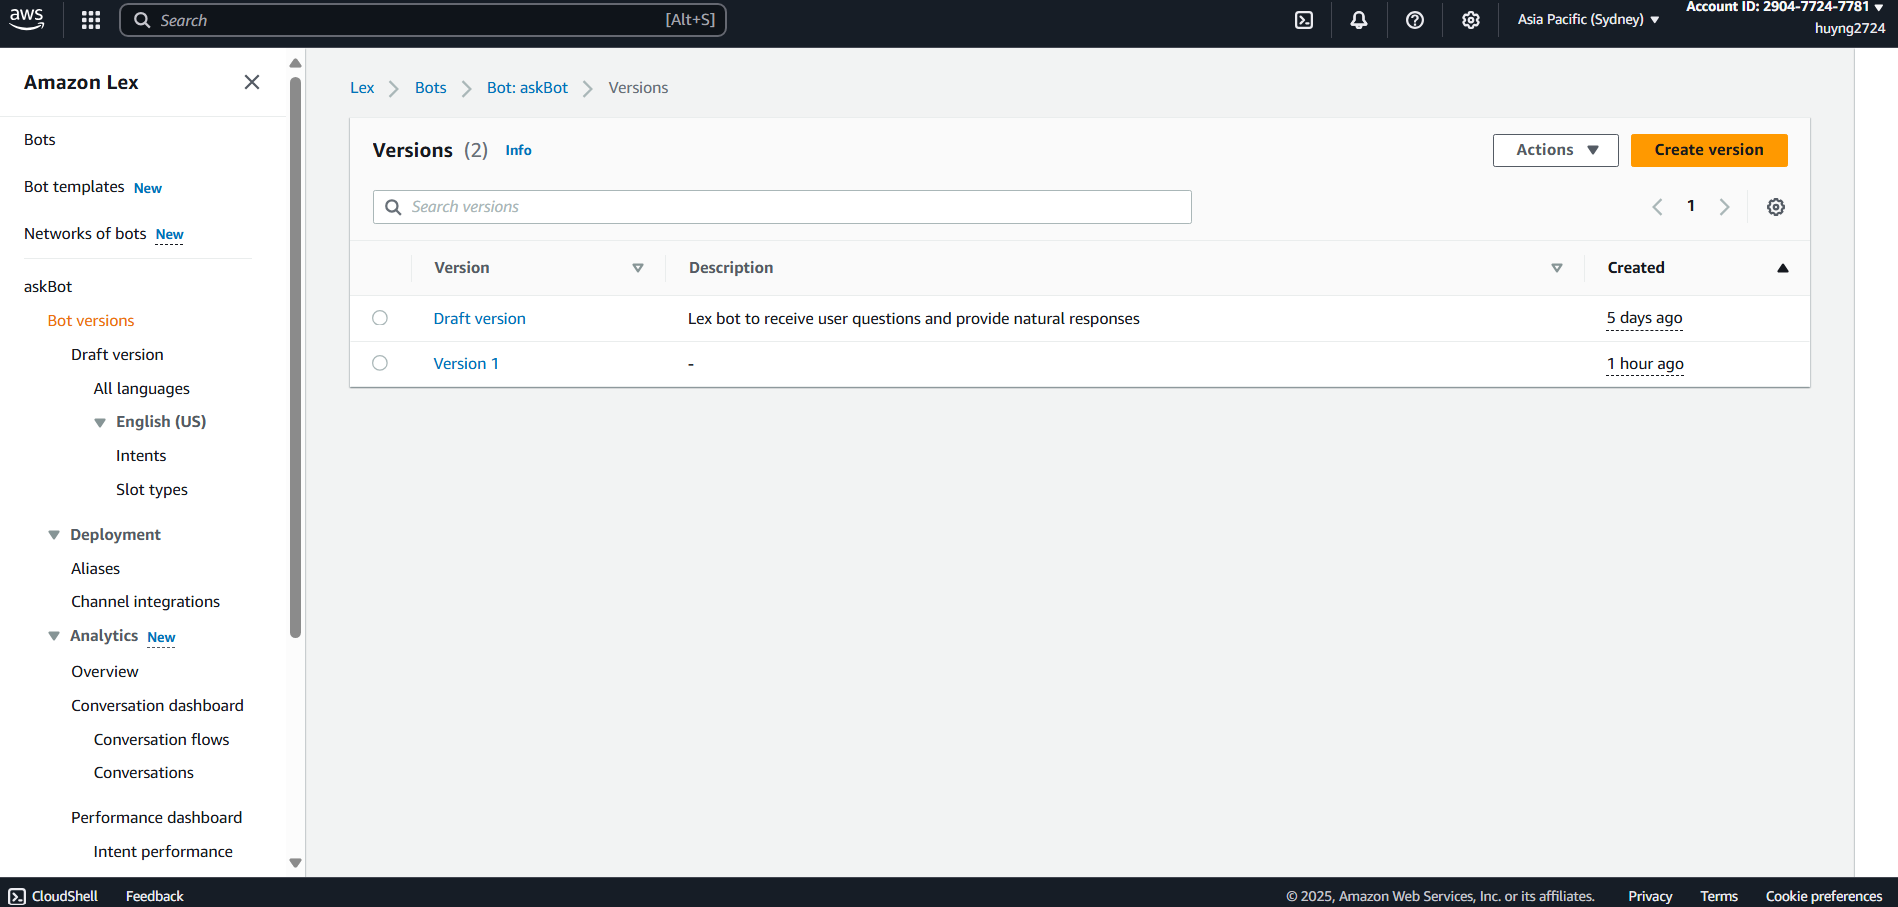 aws
Search [Alt+S]
Asia Pacific (Sydney)
Account ID: 2904-7724-7781
huyng2724
Amazon Lex
Bots
Bot templates New
Networks of bots New
askBot
Bot versions
Draft version
All languages
English (US)
Intents
Slot types
Deployment
Aliases
Channel integrations
Analytics New
Overview
Conversation dashboard
Conversation flows
Conversations
Performance dashboard
Intent performance
Lex
Bots
Bot: askBot
Versions
Versions (2) Info
Actions
Create version
Search versions
1
Version Description Created
Draft version Lex bot to receive user questions and provide natural responses 5 days ago
Version 1 - 1 hour ago
CloudShell Feedback
© 2025, Amazon Web Services, Inc. or its affiliates. Privacy Terms Cookie preferences